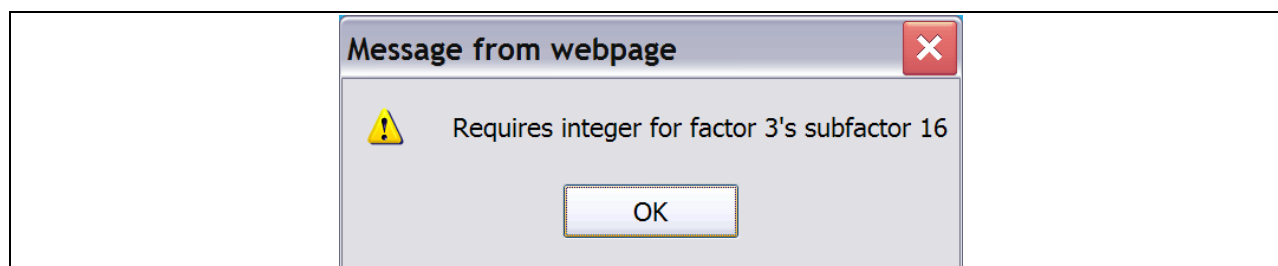 Message from webpage
Requires integer for factor 3's subfactor 16
OK